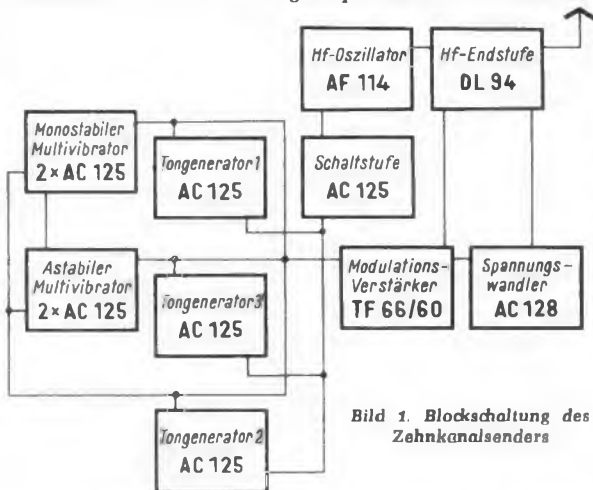 Hf-Oszillator
AF 114
Hf-Endstufe
DL 94
Monostabiler
Multivibrator
2× AC 125
Tongenerator 1
AC 125
Schaltstufe
AC 125
Astabiler
Multivibrator
2× AC 125
Tongenerator 3
AC 125
Modulations-
Verstärker
TF 66/60
Spannungs-
wandler
AC 128
Tongenerator 2
AC 125
Bild 1. Blockschaltung des
Zehnkanalsenders